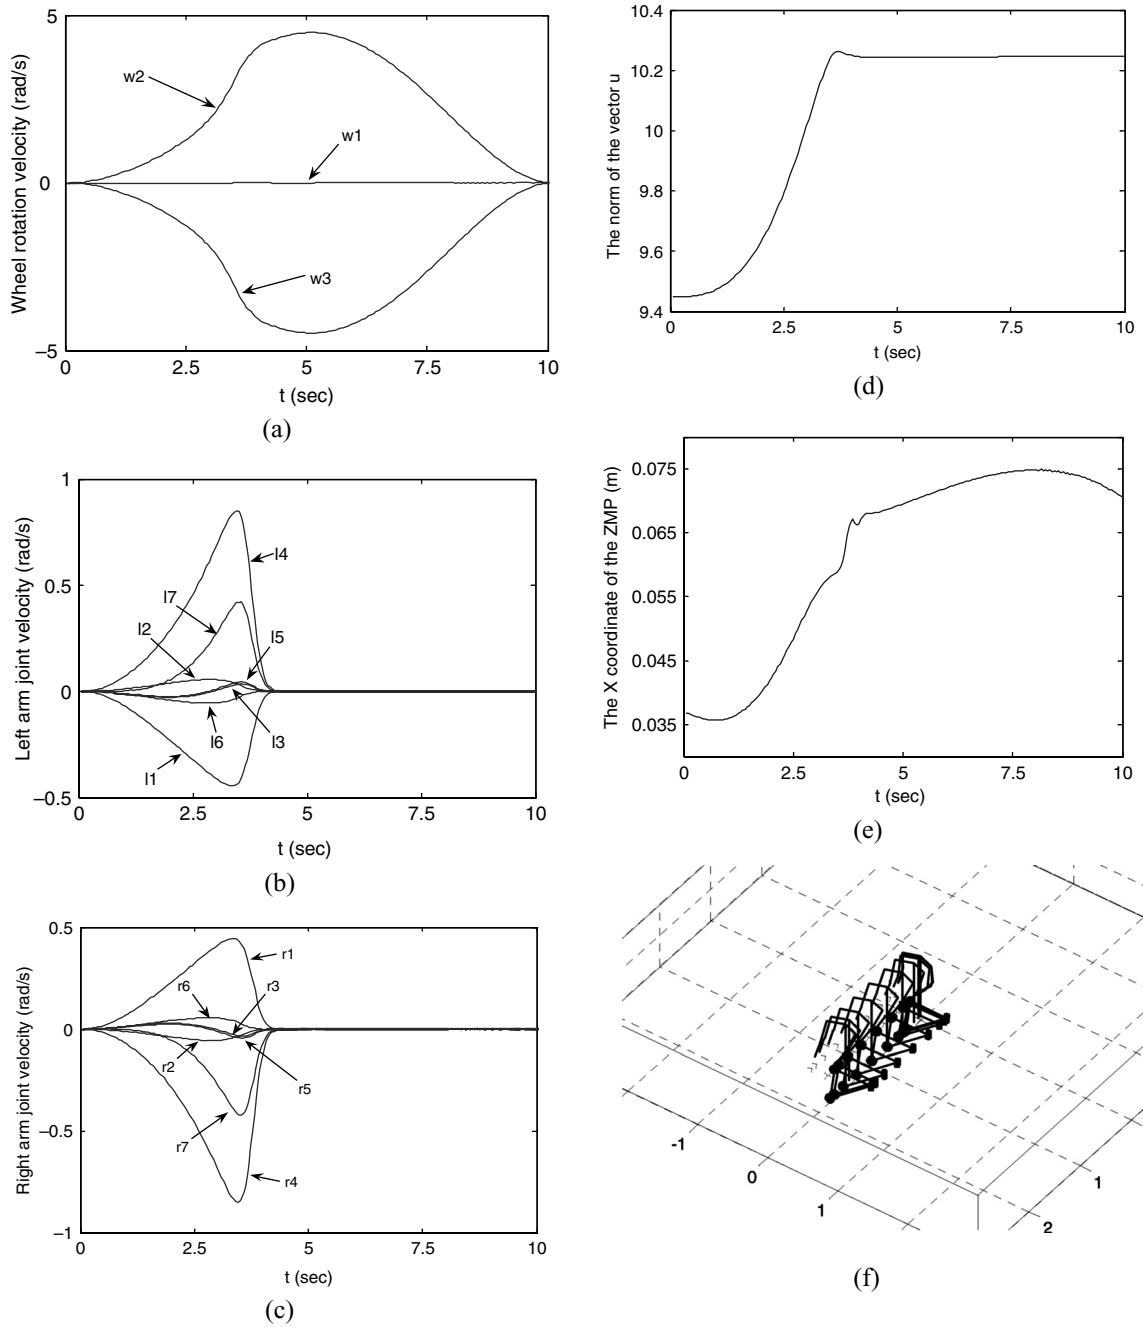 5
0
−5
Wheel rotation velocity (rad/s)
w2
w1
w3
0 2.5 5 7.5 10
t (sec)
(a)
1
0.5
0
−0.5
Left arm joint velocity (rad/s)
l4
l7
l2
l5
l6
l3
l1
0 2.5 5 7.5 10
t (sec)
(b)
0.5
0
−0.5
−1
Right arm joint velocity (rad/s)
r1
r6
r3
r2
r5
r7
r4
0 2.5 5 7.5 10
t (sec)
(c)
10.4
10.2
10
9.8
9.6
9.4
The norm of the vector u
0 2.5 5 7.5 10
t (sec)
(d)
0.075
0.065
0.055
0.045
0.035
The X coordinate of the ZMP (m)
0 2.5 5 7.5 10
t (sec)
(e)
-1
0
1
1
2
(f)